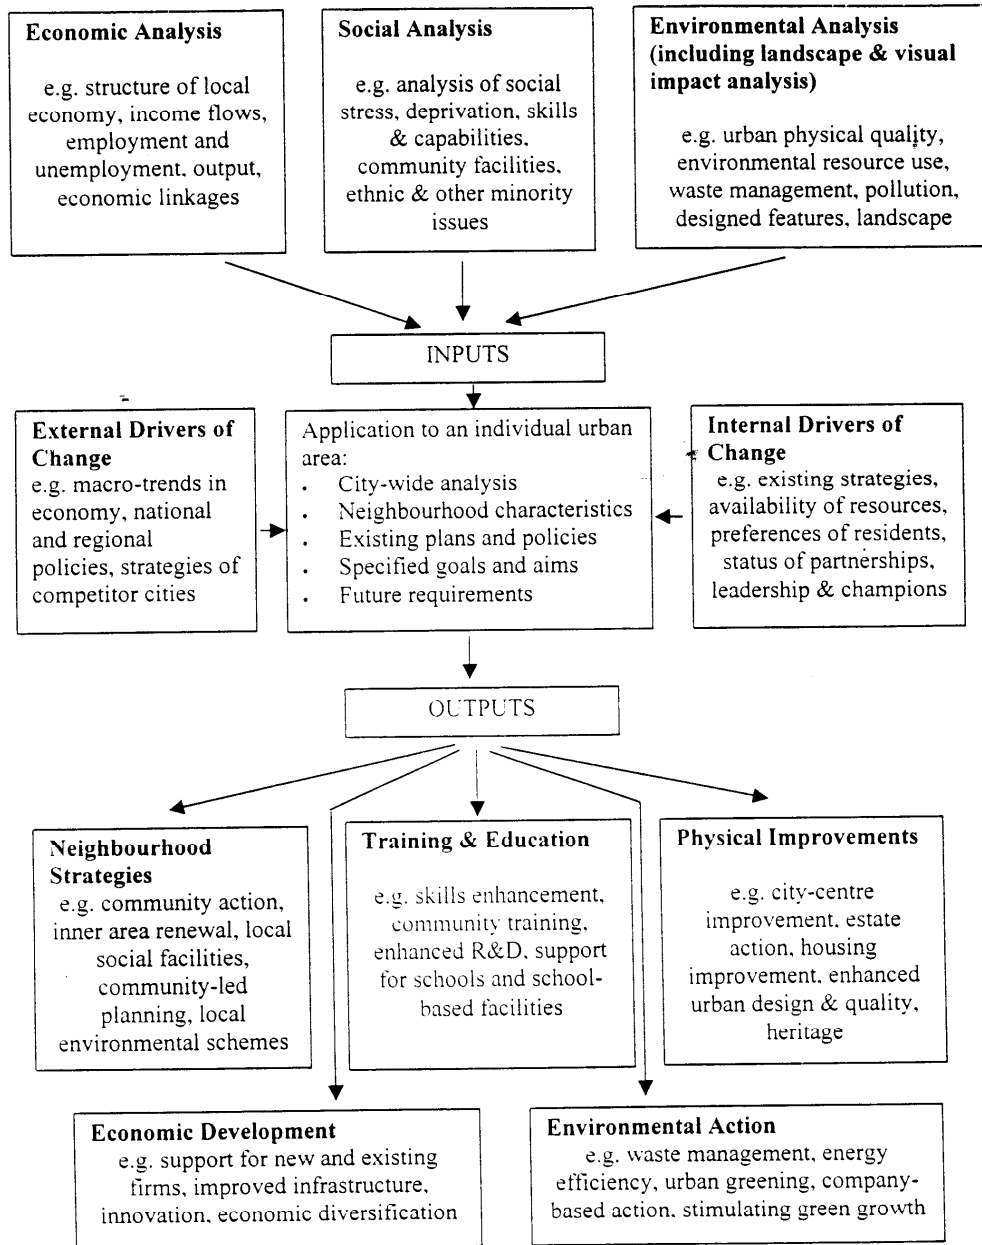 Economic Analysis
e.g. structure of local
economy, income flows,
employment and
unemployment, output,
economic linkages
Social Analysis
e.g. analysis of social
stress, deprivation, skills
& capabilities,
community facilities,
ethnic & other minority
issues
Environmental Analysis
(including landscape & visual
impact analysis)
e.g. urban physical quality,
environmental resource use,
waste management, pollution,
designed features, landscape
INPUTS
External Drivers of
Change
e.g. macro-trends in
economy, national
and regional
policies, strategies of
competitor cities
Application to an individual urban
area:
. City-wide analysis
. Neighbourhood characteristics
. Existing plans and policies
. Specified goals and aims
. Future requirements
Internal Drivers of
Change
e.g. existing strategies,
availability of resources,
preferences of residents,
status of partnerships,
leadership & champions
OUTPUTS
Neighbourhood
Strategies
e.g. community action,
inner area renewal, local
social facilities,
community-led
planning, local
environmental schemes
Training & Education
e.g. skills enhancement,
community training,
enhanced R&D, support
for schools and school-
based facilities
Physical Improvements
e.g. city-centre
improvement, estate
action, housing
improvement, enhanced
urban design & quality,
heritage
Economic Development
e.g. support for new and existing
firms, improved infrastructure,
innovation, economic diversification
Environmental Action
e.g. waste management, energy
efficiency, urban greening, company-
based action, stimulating green growth